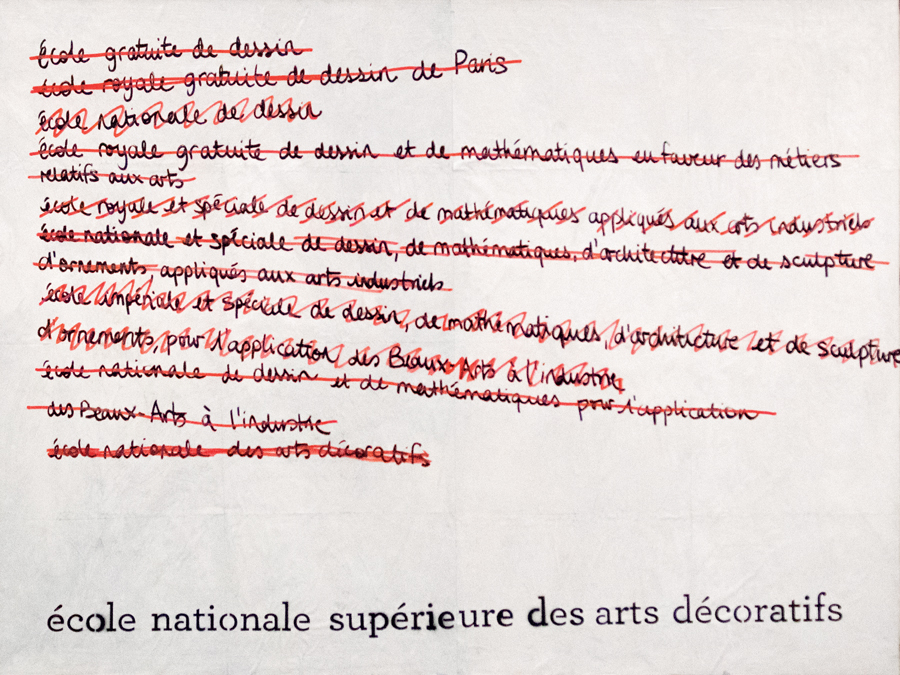 école gratuite de dessin
école royale gratuite de dessin de Paris
école nationale de dessin
école royale gratuite de dessin et de mathématiques en faveur des métiers
relatifs aux arts
école royale et spéciale de dessin et de mathématiques appliqués aux arts industriels
école nationale et spéciale de dessin, de mathématiques, d'architecture et de sculpture
d'ornements appliqués aux arts industriels
école impériale et spéciale de dessin, de mathématiques, d'architecture et de sculpture
d'ornements, pour l'application des Beaux-Arts à l'industrie
école nationale de dessin et de mathématiques pour l'application
des Beaux-Arts à l'industrie
école nationale des arts décoratifs
école nationale supérieure des arts décoratifs